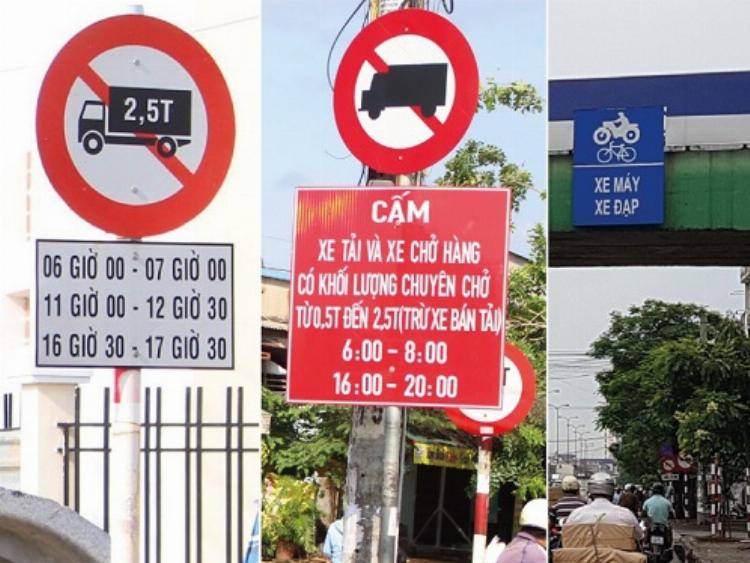 2,5T
06 GIỜ 00 - 07 GIỜ 00
11 GIỜ 00 - 12 GIỜ 30
16 GIỜ 30 - 17 GIỜ 30
CẤM
XE TẢI VÀ XE CHỞ HÀNG
CÓ KHỐI LƯỢNG CHUYÊN CHỞ
TỪ 0,5T ĐẾN 2,5T(TRỪ XE BÁN TẢI)
6:00 - 8:00
16:00 - 20:00
XE MÁY
XE ĐẠP